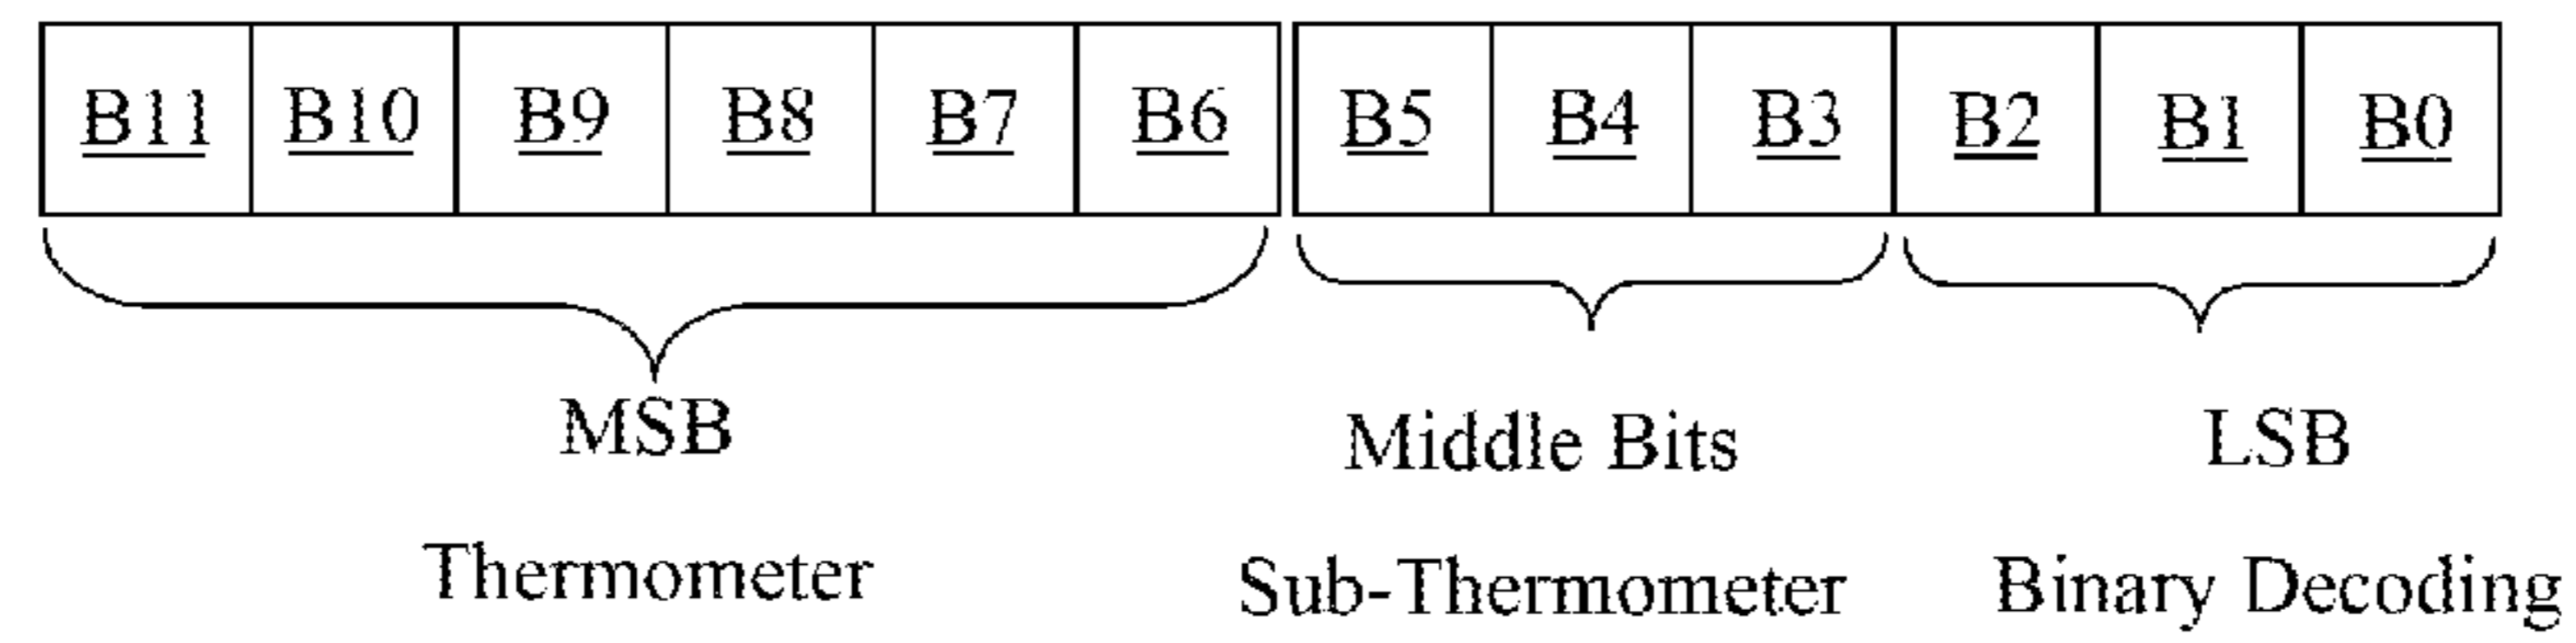 B11 B10 B9 B8 B7 B6 B5 B4 B3 B2 B1 B0
MSB Middle Bits LSB
Thermometer Sub-Thermometer Binary Decoding